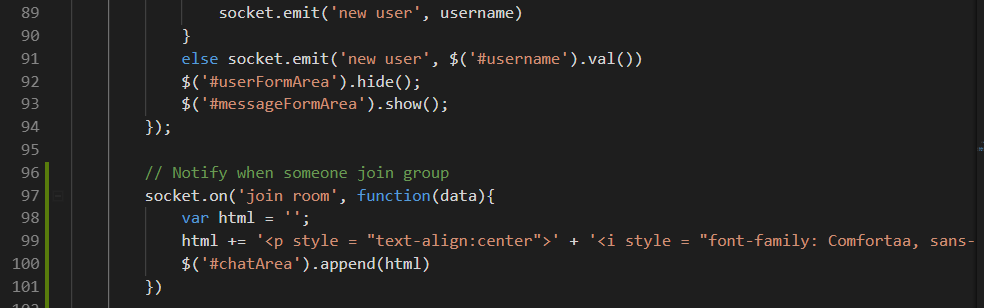 89 socket.emit('new user', username)
90 }
91 else socket.emit('new user', $('#username').val())
92 $('#userFormArea').hide();
93 $('#messageFormArea').show();
94 });
95
96 // Notify when someone join group
97 socket.on('join room', function(data){
98 var html = '';
99 html += '<p style = "text-align:center">' + '<i style = "font-family: Comfortaa, sans-
100 $('#chatArea').append(html)
101 })